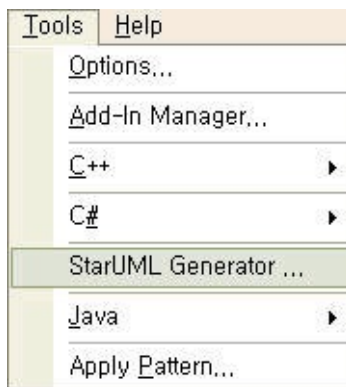 Tools Help
Options...
Add-In Manager...
C++
C#
StarUML Generator ...
Java
Apply Pattern...